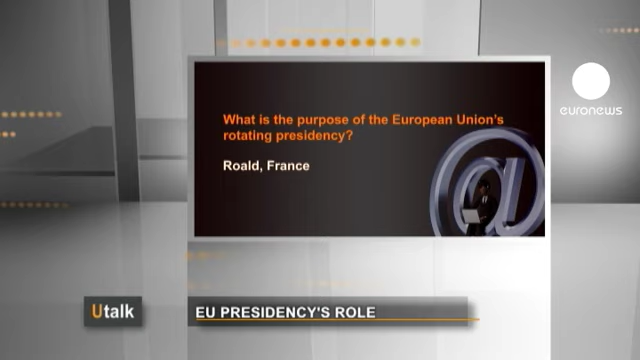 What is the purpose of the European Union's
rotating presidency?
Roald, France
euronews
Utalk
EU PRESIDENCY'S ROLE